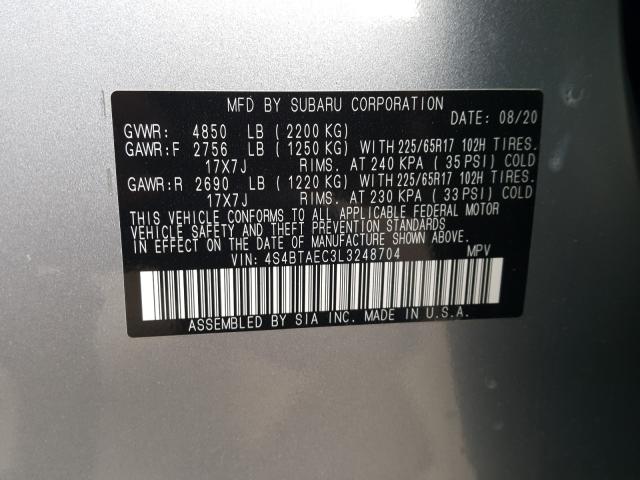 MFD BY SUBARU CORPORATION
DATE: 08/20
GVWR: 4850 LB (2200 KG)
GAWR:F 2756 LB (1250 KG) WITH 225/65R17 102H TIRES.
17X7J RIMS. AT 240 KPA (35 PSI) COLD
GAWR:R 2690 LB (1220 KG) WITH 225/65R17 102H TIRES.
17X7J RIMS. AT 230 KPA (33 PSI) COLD
THIS VEHICLE CONFORMS TO ALL APPLICABLE FEDERAL MOTOR
VEHICLE SAFETY AND THEFT PREVENTION STANDARDS
IN EFFECT ON THE DATE OF MANUFACTURE SHOWN ABOVE.
VIN: 4S4BTAEC3L3248704 MPV
ASSEMBLED BY SIA INC. MADE IN U.S.A.